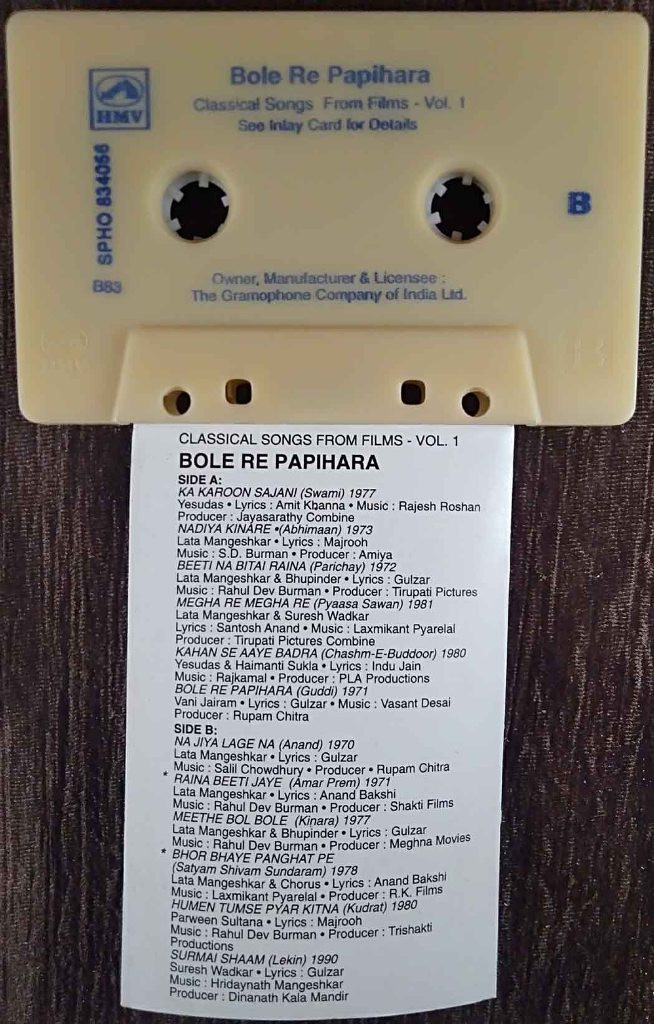 Bole Re Papihara
Classical Songs From Films - Vol. 1
See Inlay Card for Details
HMV
SPHO 834056
B83
B
Owner, Manufacturer & Licensee :
The Gramophone Company of India Ltd.
CLASSICAL SONGS FROM FILMS - VOL. 1
BOLE RE PAPIHARA
SIDE A:
KA KAROON SAJANI (Swami) 1977
Yesudas • Lyrics : Amit Khanna • Music : Rajesh Roshan
Producer : Jayasarathy Combine
NADIYA KINARE •(Abhimaan) 1973
Lata Mangeshkar • Lyrics : Majrooh
Music : S.D. Burman • Producer : Amiya
BEETI NA BITAI RAINA (Parichay) 1972
Lata Mangeshkar & Bhupinder • Lyrics : Gulzar
Music : Rahul Dev Burman • Producer : Tirupati Pictures
MEGHA RE MEGHA RE (Pyaasa Sawan) 1981
Lata Mangeshkar & Suresh Wadkar
Lyrics : Santosh Anand • Music : Laxmikant Pyarelal
Producer : Tirupati Pictures Combine
KAHAN SE AAYE BADRA (Chashm-E-Buddoor) 1980
Yesudas & Haimanti Sukla • Lyrics : Indu Jain
Music : Rajkamal • Producer : PLA Productions
BOLE RE PAPIHARA (Guddi) 1971
Vani Jairam • Lyrics : Gulzar • Music : Vasant Desai
Producer : Rupam Chitra
SIDE B:
NA JIYA LAGE NA (Anand) 1970
Lata Mangeshkar • Lyrics : Gulzar
Music : Salil Chowdhury • Producer • Rupam Chitra
* RAINA BEETI JAYE (Amar Prem) 1971
Lata Mangeshkar • Lyrics : Anand Bakshi
Music : Rahul Dev Burman • Producer : Shakti Films
MEETHE BOL BOLE (Kinara) 1977
Lata Mangeshkar & Bhupinder • Lyrics : Gulzar
Music : Rahul Dev Burman • Producer : Meghna Movies
* BHOR BHAYE PANGHAT PE
(Satyam Shivam Sundaram) 1978
Lata Mangeshkar & Chorus • Lyrics : Anand Bakshi
Music : Laxmikant Pyarelal • Producer : R.K. Films
HUMEN TUMSE PYAR KITNA (Kudrat) 1980
Parween Sultana • Lyrics : Majrooh
Music : Rahul Dev Burman • Producer : Trishakti
Productions
SURMAI SHAAM (Lekin) 1990
Suresh Wadkar • Lyrics : Gulzar
Music : Hridaynath Mangeshkar
Producer : Dinanath Kala Mandir